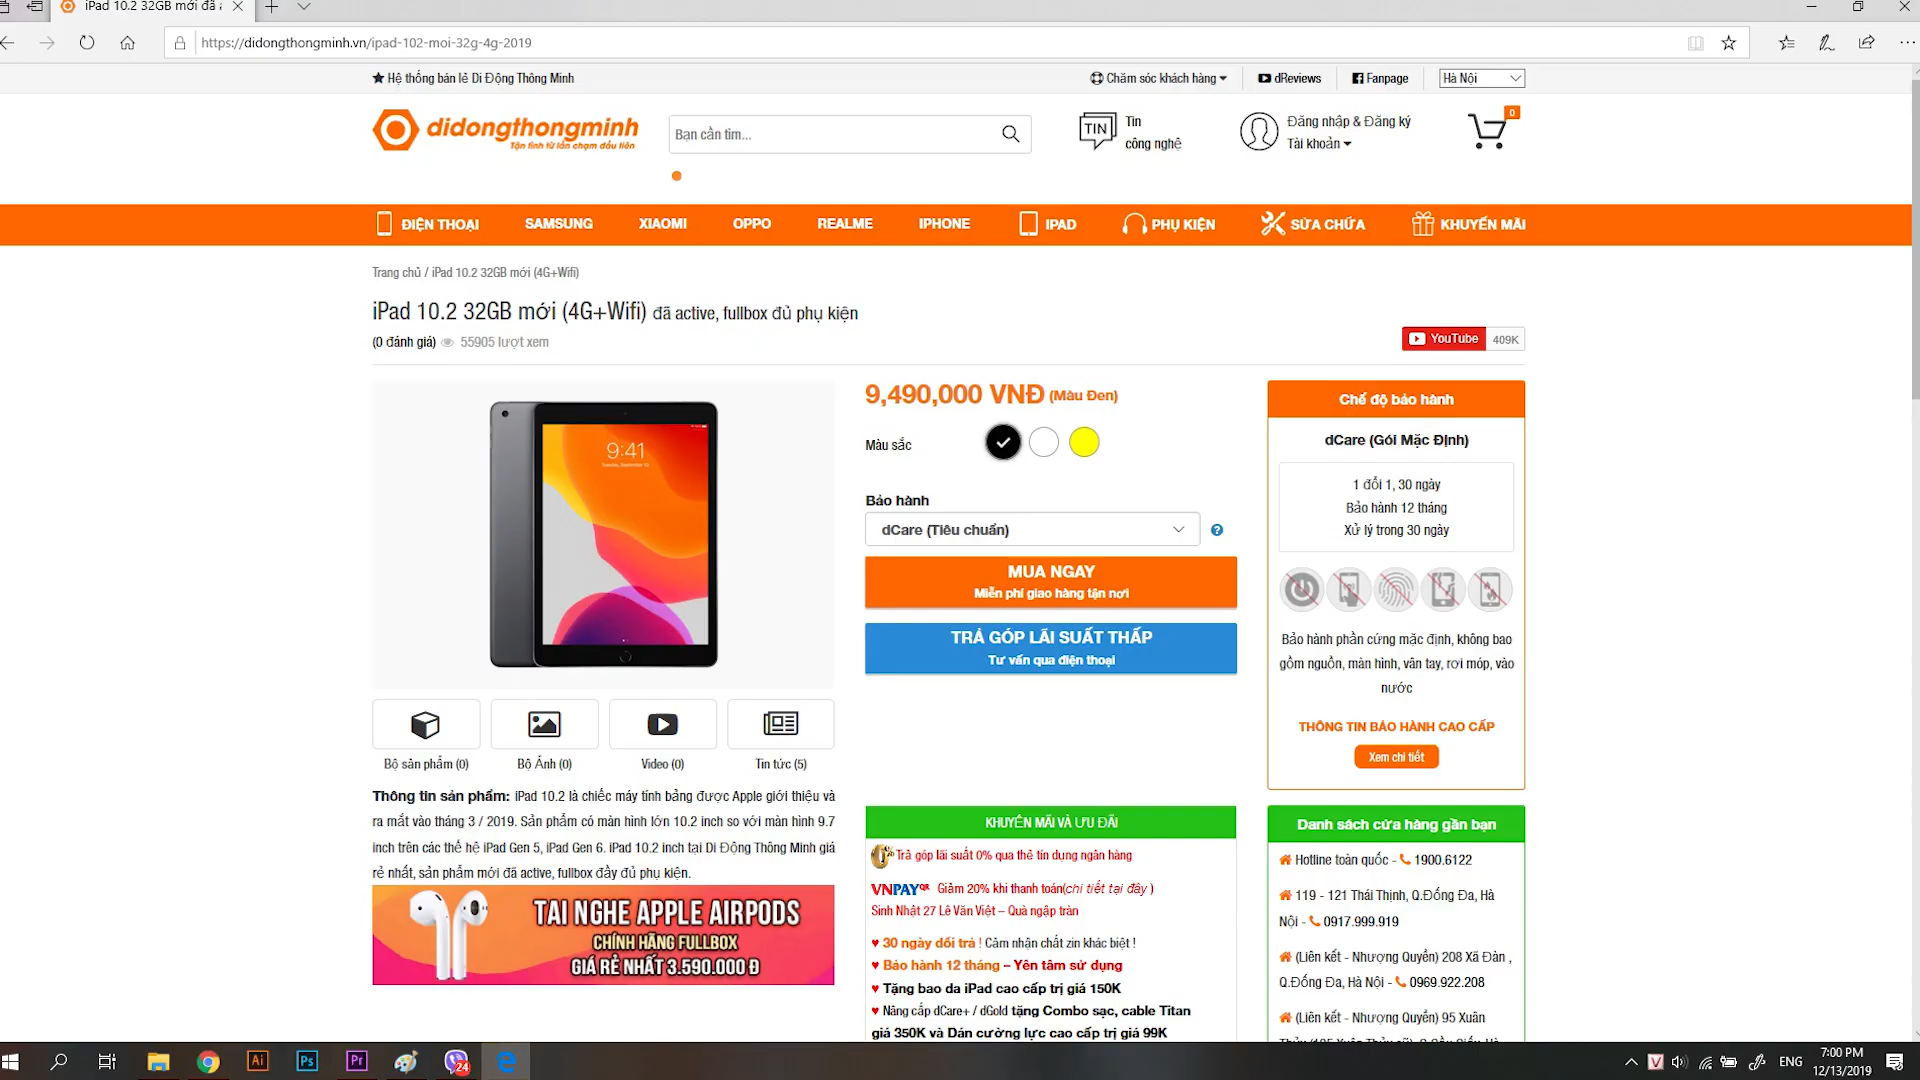 iPad 10.2 32GB mới đã a
https://didongthongminh.vn/ipad-102-moi-32g-4g-2019
Hệ thống bán lẻ Di Động Thông Minh
Chăm sóc khách hàng
dReviews
Fanpage
Hà Nội
didongthongminh
Tận tình từ lần chạm đầu tiên
Bạn cần tìm...
TIN
Tin
công nghệ
Đăng nhập & Đăng ký
Tài khoản
0
ĐIỆN THOẠI
SAMSUNG
XIAOMI
OPPO
REALME
IPHONE
IPAD
PHỤ KIỆN
SỬA CHỮA
KHUYẾN MÃI
Trang chủ / iPad 10.2 32GB mới (4G+Wifi)
iPad 10.2 32GB mới (4G+Wifi) đã active, fullbox đủ phụ kiện
(0 đánh giá) 55905 lượt xem
YouTube 409K
9:41
9,490,000 VNĐ (Màu Đen)
Màu sắc
Bảo hành
dCare (Tiêu chuẩn)
MUA NGAY
Miễn phí giao hàng tận nơi
TRẢ GÓP LÃI SUẤT THẤP
Tư vấn qua điện thoại
Chế độ bảo hành
dCare (Gói Mặc Định)
1 đổi 1, 30 ngày
Bảo hành 12 tháng
Xử lý trong 30 ngày
Bảo hành phần cứng mặc định, không bao
gồm nguồn, màn hình, vân tay, rơi móp, vào
nước
THÔNG TIN BẢO HÀNH CAO CẤP
Xem chi tiết
Bộ sản phẩm (0)
Bộ Ảnh (0)
Video (0)
Tin tức (5)
Thông tin sản phẩm: iPad 10.2 là chiếc máy tính bảng được Apple giới thiệu và
ra mắt vào tháng 3 / 2019. Sản phẩm có màn hình lớn 10.2 inch so với màn hình 9.7
inch trên các thế hệ iPad Gen 5, iPad Gen 6. iPad 10.2 inch tại Di Động Thông Minh giá
rẻ nhất, sản phẩm mới đã active, fullbox đầy đủ phụ kiện.
TAI NGHE APPLE AIRPODS
CHÍNH HÃNG FULLBOX
GIÁ RẺ NHẤT 3.590.000 Đ
KHUYẾN MÃI VÀ ƯU ĐÃI
Trả góp lãi suất 0% qua thẻ tín dụng ngân hàng
VNPAY QR Giảm 20% khi thanh toán(chi tiết tại đây )
Sinh Nhật 27 Lê Văn Việt – Quà ngập tràn
♥ 30 ngày đổi trả ! Cảm nhận chất zin khác biệt !
♥ Bảo hành 12 tháng – Yên tâm sử dụng
♥ Tặng bao da iPad cao cấp trị giá 150K
♥ Nâng cấp dCare+ / dGold tặng Combo sạc, cable Titan
giá 350K và Dán cường lực cao cấp trị giá 99K
Danh sách cửa hàng gần bạn
Hotline toàn quốc - 1900.6122
119 - 121 Thái Thịnh, Q.Đống Đa, Hà
Nội - 0917.999.919
(Liên kết - Nhượng Quyền) 208 Xã Đàn ,
Q.Đống Đa, Hà Nội - 0969.922.208
(Liên kết - Nhượng Quyền) 95 Xuân
Ai
Ps
Pr
24
V
ENG
7:00 PM
12/13/2019